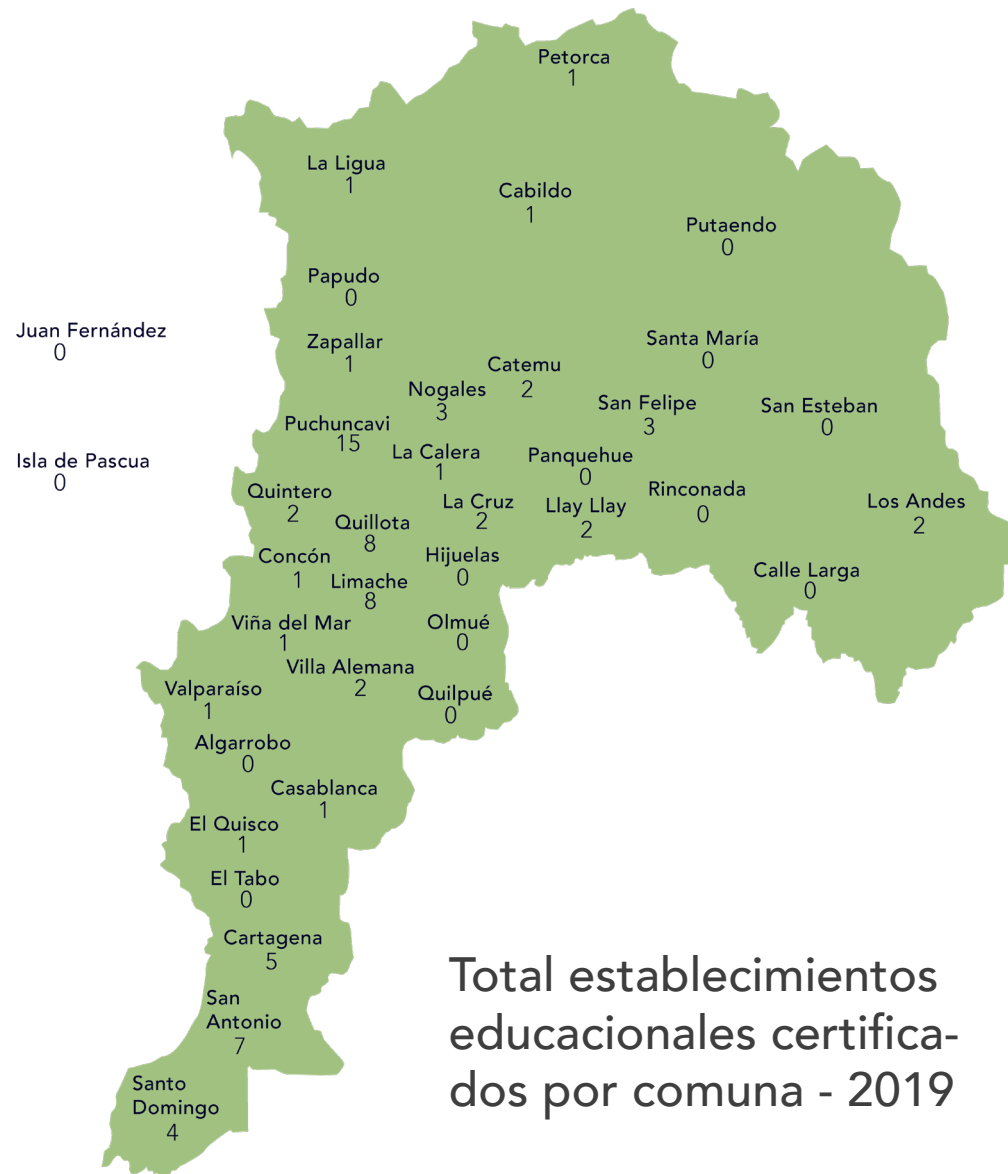 Petorca
1
La Ligua
1
Cabildo
1
Putaendo
0
Papudo
0
Juan Fernández
0
Zapallar
1
Santa María
0
Catemu
2
Nogales
3
San Felipe
3
San Esteban
0
Puchuncavi
15
La Calera
1
Panquehue
0
Isla de Pascua
0
Quintero
2
La Cruz
2
Llay Llay
2
Rinconada
0
Los Andes
2
Quillota
8
Concón
1
Hijuelas
0
Calle Larga
0
Limache
8
Viña del Mar
1
Olmué
0
Villa Alemana
2
Valparaíso
1
Quilpué
0
Algarrobo
0
Casablanca
1
El Quisco
1
El Tabo
0
Cartagena
5
San
Antonio
7
Santo
Domingo
4
Total establecimientos
educacionales certifica-
dos por comuna - 2019